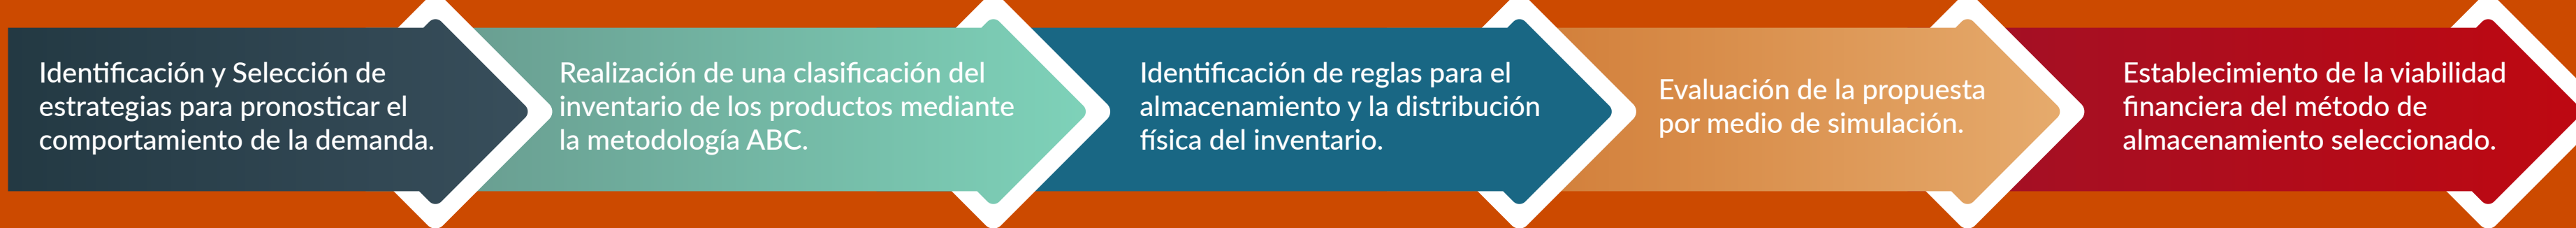 Identificación y Selección de
estrategias para pronosticar el
comportamiento de la demanda.
Realización de una clasificación del
inventario de los productos mediante
la metodología ABC.
Identificación de reglas para el
almacenamiento y la distribución
física del inventario.
Evaluación de la propuesta
por medio de simulación.
Establecimiento de la viabilidad
financiera del método de
almacenamiento seleccionado.